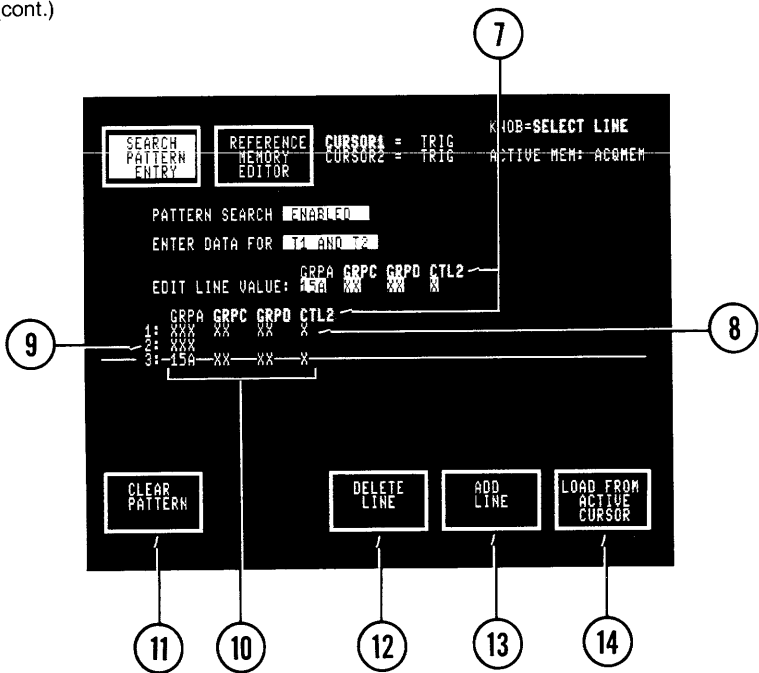 cont.)
7
SEARCH PATTERN ENTRY
REFERENCE MEMORY EDITOR
CURSOR1 = TRIG
CURSOR2 = TRIG
KNOB=SELECT LINE
ACTIVE MEM: ACQMEM
PATTERN SEARCH ENABLED
ENTER DATA FOR T1 AND T2
GRPA GRPC GRPD CTL2
EDIT LINE VALUE: 15A XX XX X
GRPA GRPC GRPD CTL2
1: XXX XX XX X
2: XXX
3: 15A XX XX X
8
9
CLEAR PATTERN
DELETE LINE
ADD LINE
LOAD FROM ACTIVE CURSOR
11
10
12
13
14